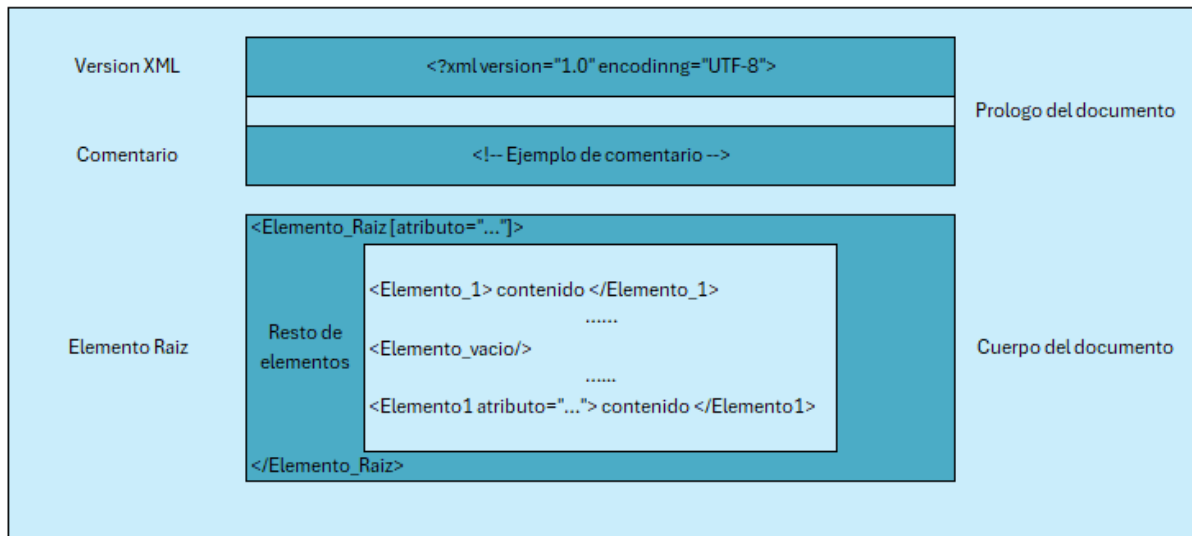 Version XML
<?xml version="1.0" encodinng="UTF-8">
Prologo del documento
Comentario
<!-- Ejemplo de comentario -->
<Elemento_Raiz [atributo="..."]>
<Elemento_1> contenido </Elemento_1>
......
Elemento Raiz
Resto de
elementos
<Elemento_vacio/>
Cuerpo del documento
......
<Elemento1 atributo="..."> contenido </Elemento1>
</Elemento_Raiz>